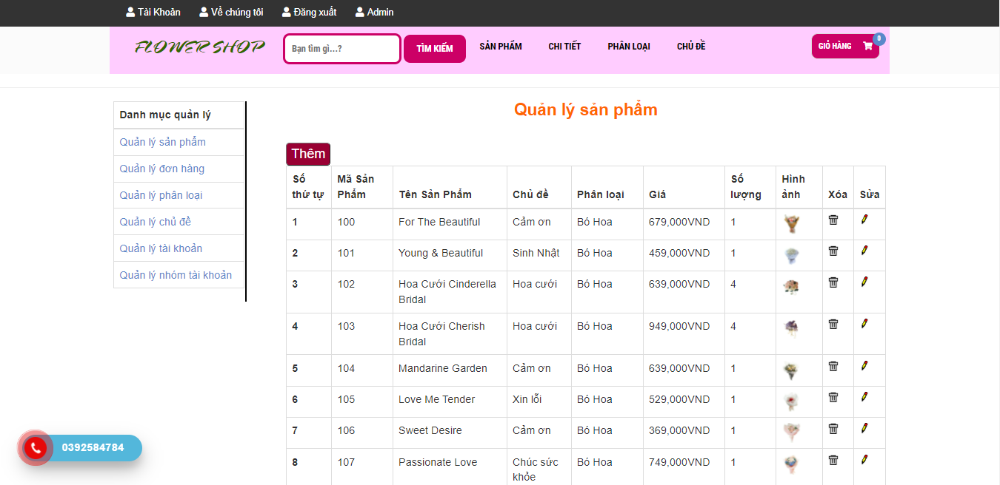 Tài Khoản Về chúng tôi Đăng xuất Admin
FLOWER SHOP Bạn tìm gì...? TÌM KIẾM SẢN PHẨM CHI TIẾT PHÂN LOẠI CHỦ ĐỀ GIỎ HÀNG 0
Danh mục quản lý
Quản lý sản phẩm
Quản lý đơn hàng
Quản lý phân loại
Quản lý chủ đề
Quản lý tài khoản
Quản lý nhóm tài khoản
Quản lý sản phẩm
Thêm
Số thứ tự Mã Sản Phẩm Tên Sản Phẩm Chủ đề Phân loại Giá Số lượng Hình ảnh Xóa Sửa
1 100 For The Beautiful Cảm ơn Bó Hoa 679,000VND 1
2 101 Young & Beautiful Sinh Nhật Bó Hoa 459,000VND 1
3 102 Hoa Cưới Cinderella Bridal Hoa cưới Bó Hoa 639,000VND 4
4 103 Hoa Cưới Cherish Bridal Hoa cưới Bó Hoa 949,000VND 4
5 104 Mandarine Garden Cảm ơn Bó Hoa 639,000VND 1
6 105 Love Me Tender Xin lỗi Bó Hoa 529,000VND 1
7 106 Sweet Desire Cảm ơn Bó Hoa 369,000VND 1
8 107 Passionate Love Chúc sức khỏe Bó Hoa 749,000VND 1
0392584784